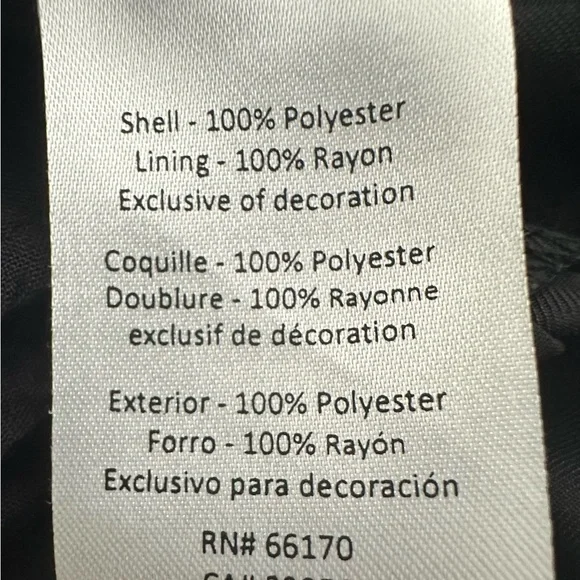 Shell - 100% Polyester
Lining - 100% Rayon
Exclusive of decoration
Coquille - 100% Polyester
Doublure - 100% Rayonne
exclusif de décoration
Exterior - 100% Polyester
Forro - 100% Rayón
Exclusivo para decoración
RN# 66170